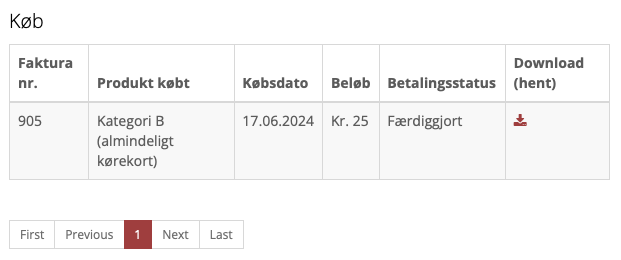 Køb
Faktura nr. Produkt købt Købsdato Beløb Betalingsstatus Download (hent)
905 Kategori B (almindeligt kørekort) 17.06.2024 Kr. 25 Færdiggjort
First Previous 1 Next Last